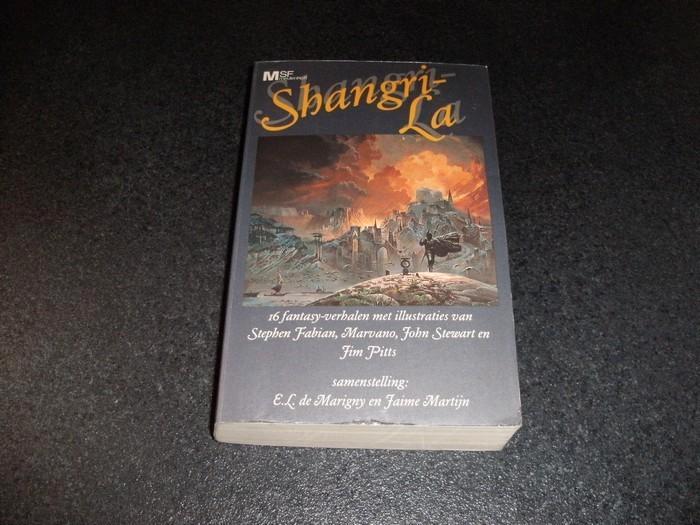 MSF
Meulenhoff
Shangri-
La
16 fantasy-verhalen met illustraties van
Stephen Fabian, Marvano, John Stewart en
Jim Pitts
samenstelling:
E.L. de Marigny en Jaime Martijn